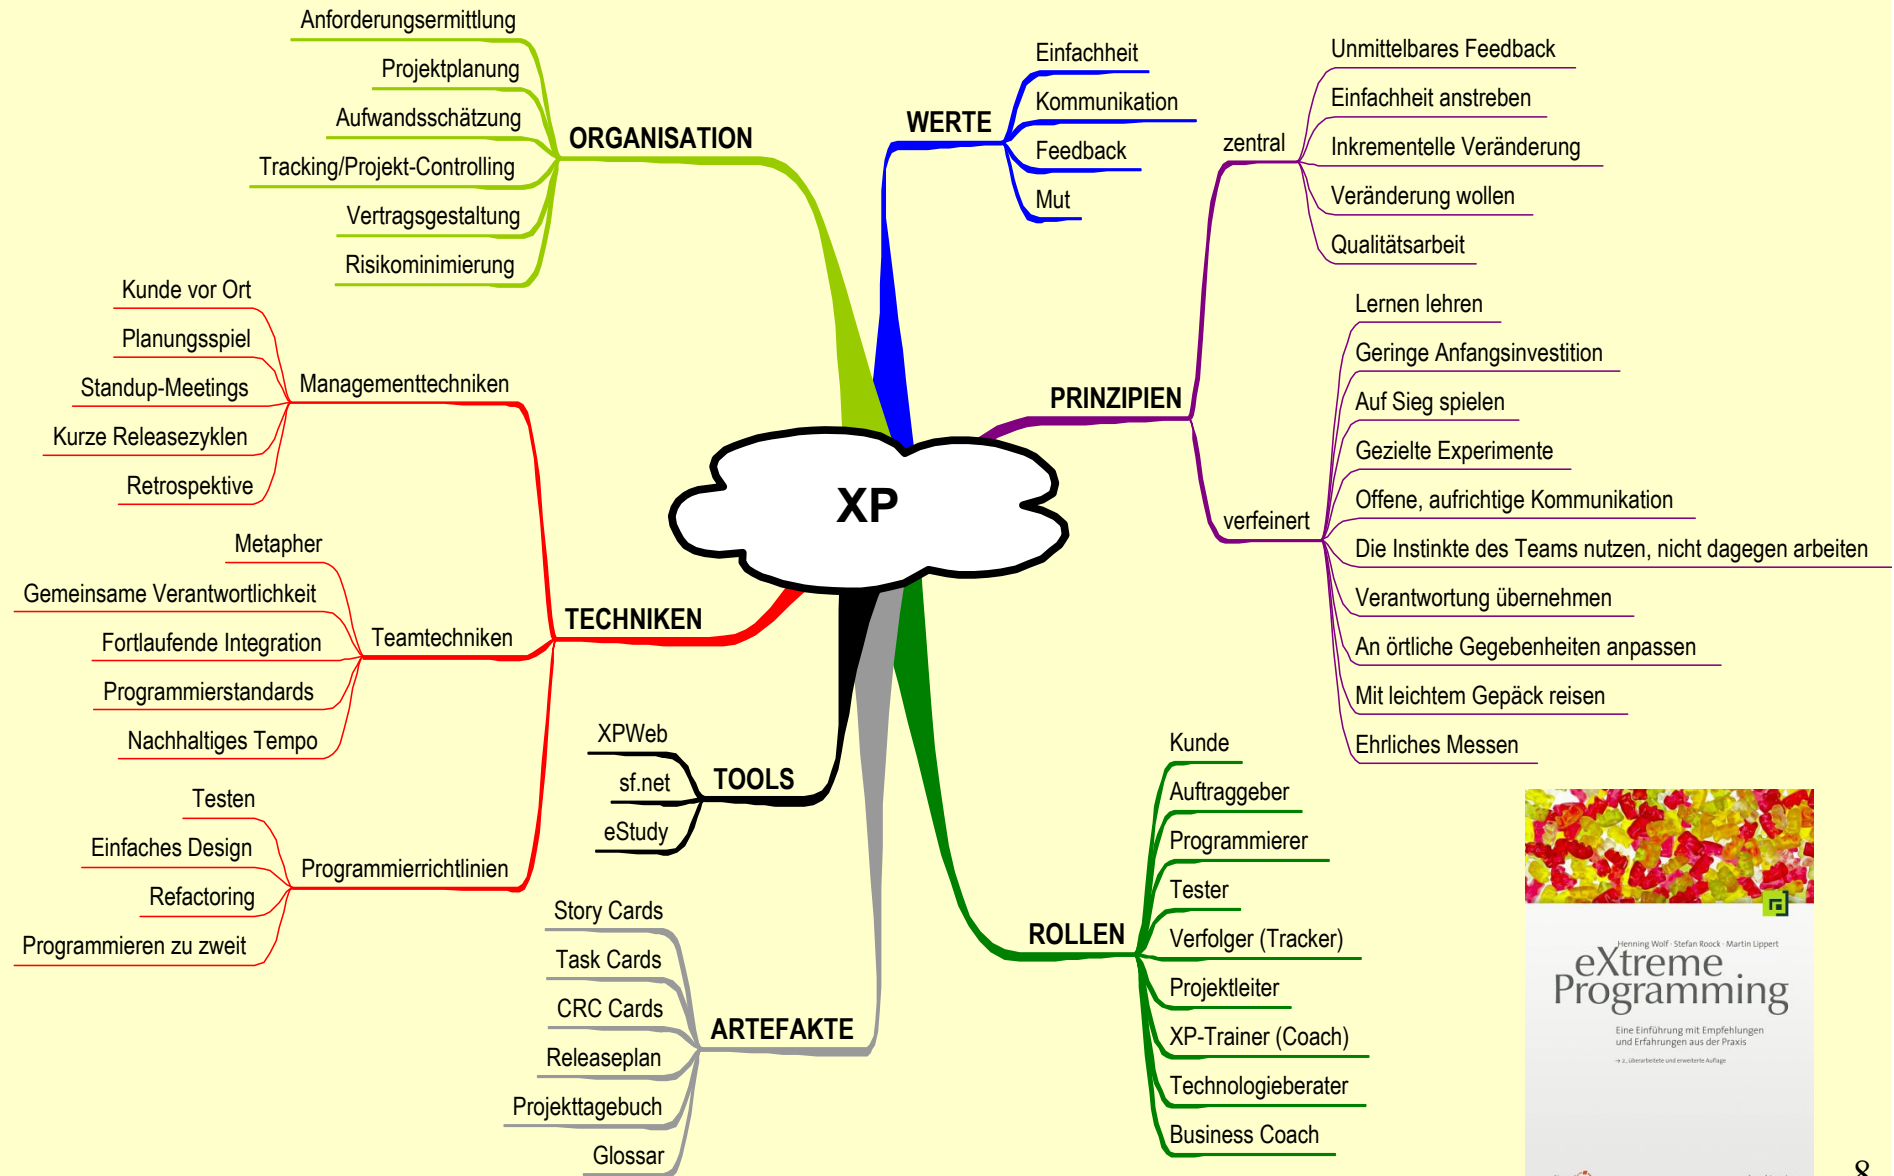 XP
ORGANISATION
Anforderungsermittlung
Projektplanung
Aufwandsschätzung
Tracking/Projekt-Controlling
Vertragsgestaltung
Risikominimierung
WERTE
Einfachheit
Kommunikation
Feedback
Mut
PRINZIPIEN
zentral
Unmittelbares Feedback
Einfachheit anstreben
Inkrementelle Veränderung
Veränderung wollen
Qualitätsarbeit
verfeinert
Lernen lehren
Geringe Anfangsinvestition
Auf Sieg spielen
Gezielte Experimente
Offene, aufrichtige Kommunikation
Die Instinkte des Teams nutzen, nicht dagegen arbeiten
Verantwortung übernehmen
An örtliche Gegebenheiten anpassen
Mit leichtem Gepäck reisen
Ehrliches Messen
TECHNIKEN
Managementtechniken
Kunde vor Ort
Planungsspiel
Standup-Meetings
Kurze Releasezyklen
Retrospektive
Teamtechniken
Metapher
Gemeinsame Verantwortlichkeit
Fortlaufende Integration
Programmierstandards
Nachhaltiges Tempo
Programmierrichtlinien
Testen
Einfaches Design
Refactoring
Programmieren zu zweit
TOOLS
XPWeb
sf.net
eStudy
ARTEFAKTE
Story Cards
Task Cards
CRC Cards
Releaseplan
Projekttagebuch
Glossar
ROLLEN
Kunde
Auftraggeber
Programmierer
Tester
Verfolger (Tracker)
Projektleiter
XP-Trainer (Coach)
Technologieberater
Business Coach
Henning Wolf · Stefan Roock · Martin Lippert
eXtreme
Programming
Eine Einführung mit Empfehlungen
und Erfahrungen aus der Praxis
→ 2., überarbeitete und erweiterte Auflage
8